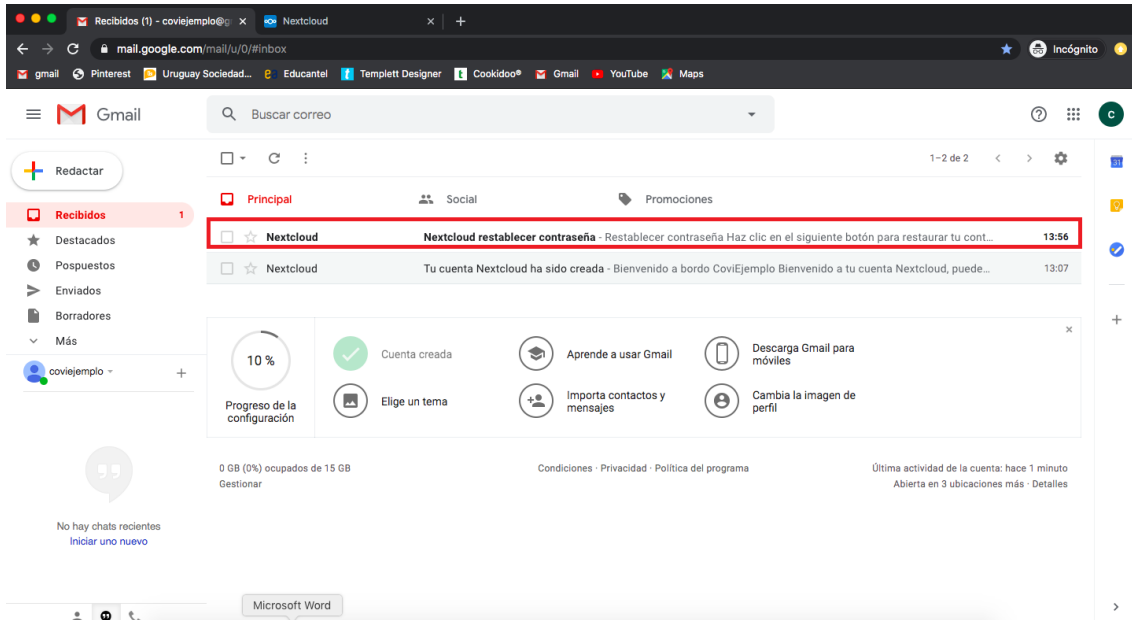 Recibidos (1) - coviejemplo@g
Nextcloud
mail.google.com/mail/u/0/#inbox
Incógnito
gmail
Pinterest
Uruguay Sociedad...
Educantel
Templett Designer
Cookidoo®
Gmail
YouTube
Maps
Gmail
Buscar correo
C
Redactar
1–2 de 2
31
Principal
Social
Promociones
Recibidos 1
Nextcloud Nextcloud restablecer contraseña - Restablecer contraseña Haz clic en el siguiente botón para restaurar tu cont... 13:56
Destacados
Pospuestos
Nextcloud Tu cuenta Nextcloud ha sido creada - Bienvenido a bordo CoviEjemplo Bienvenido a tu cuenta Nextcloud, puede... 13:07
Enviados
Borradores
Más
coviejemplo
10 %
Progreso de la
configuración
Cuenta creada
Aprende a usar Gmail
Descarga Gmail para
móviles
Elige un tema
Importa contactos y
mensajes
Cambia la imagen de
perfil
0 GB (0%) ocupados de 15 GB
Gestionar
Condiciones · Privacidad · Política del programa
Última actividad de la cuenta: hace 1 minuto
Abierta en 3 ubicaciones más · Detalles
No hay chats recientes
Iniciar uno nuevo
Microsoft Word